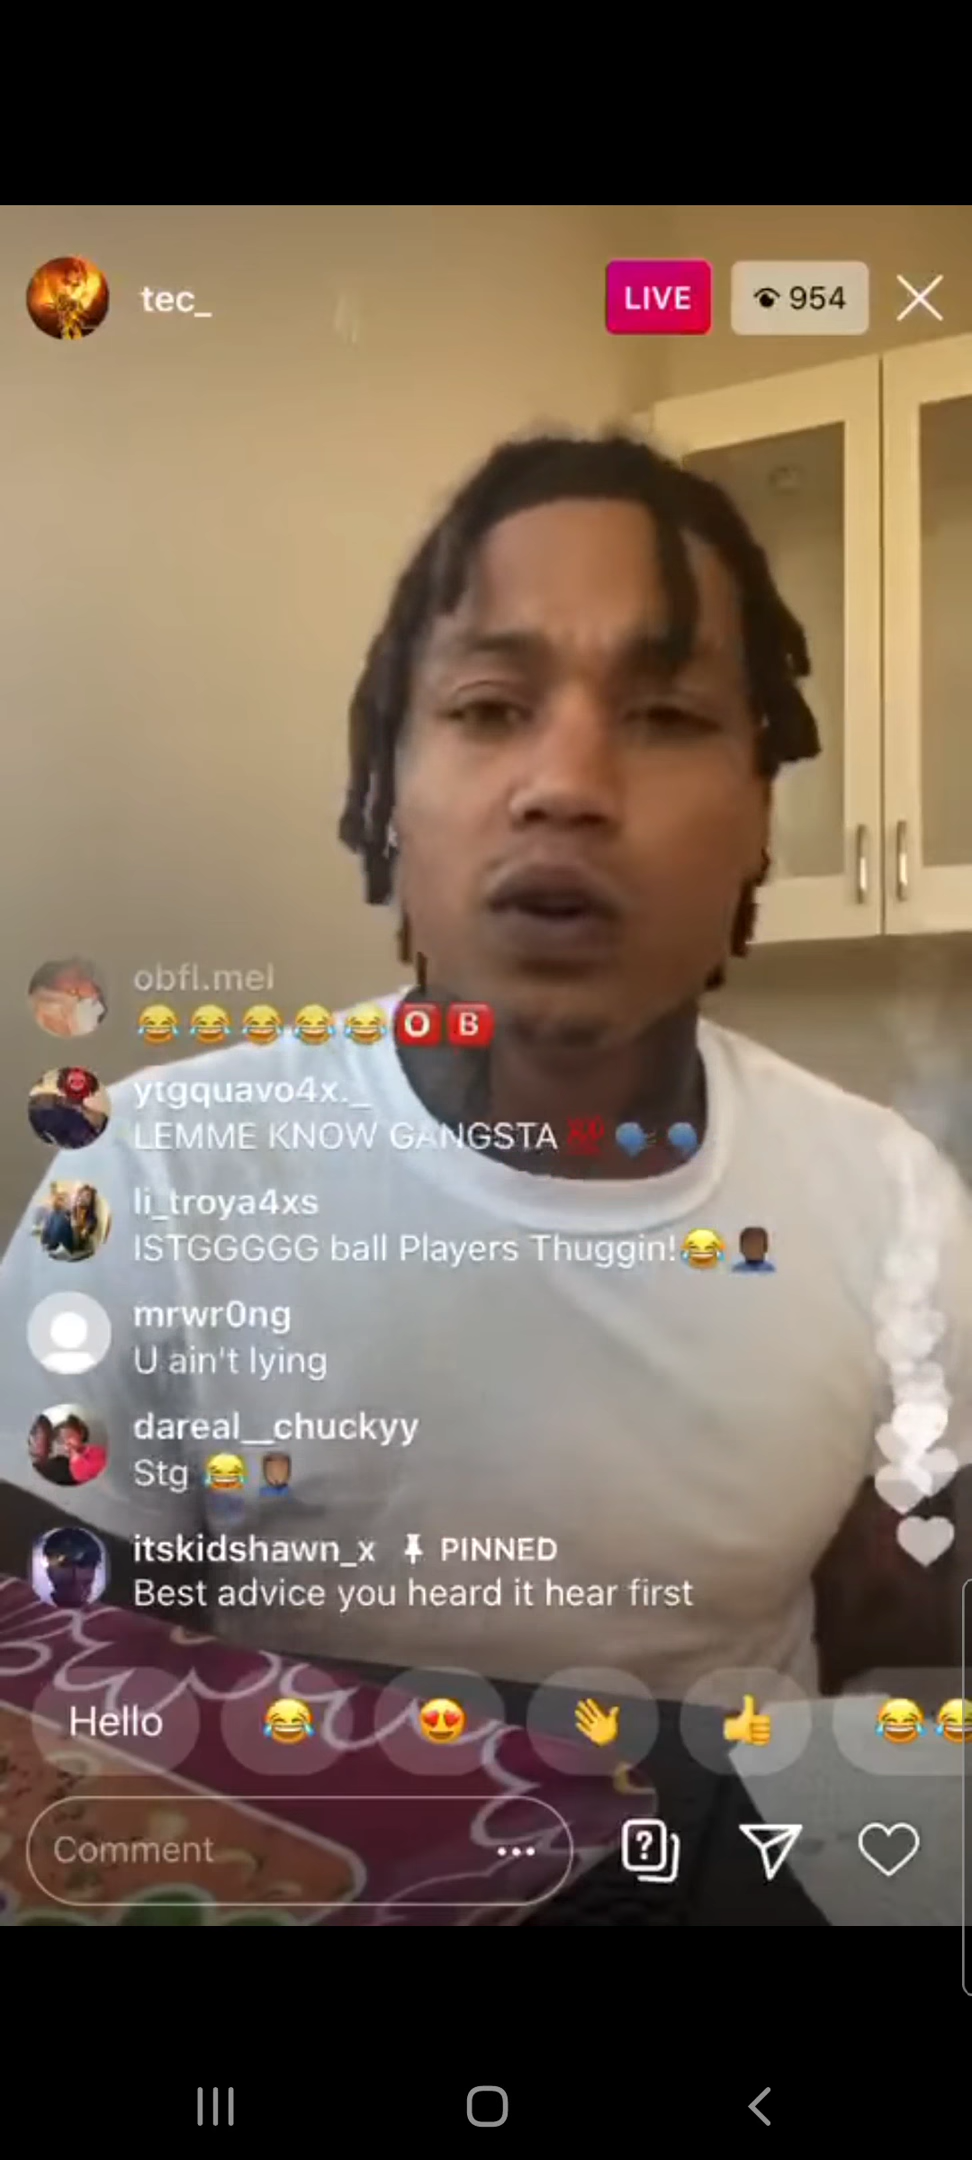 tec_
LIVE 954
obfl.mel
😂😂😂😂😂🅾️🅱️
ytgquavo4x._
LEMME KNOW GANGSTA💯🗣️🗣️
li_troya4xs
ISTGGGGG ball Players Thuggin!😂🤦🏿‍♂️
mrwr0ng
U ain't lying
dareal__chuckyy
Stg 😂🤦🏽‍♂️
itskidshawn_x 📌 PINNED
Best advice you heard it hear first
Hello 😂 😍 👋 👍 😂😂
Comment